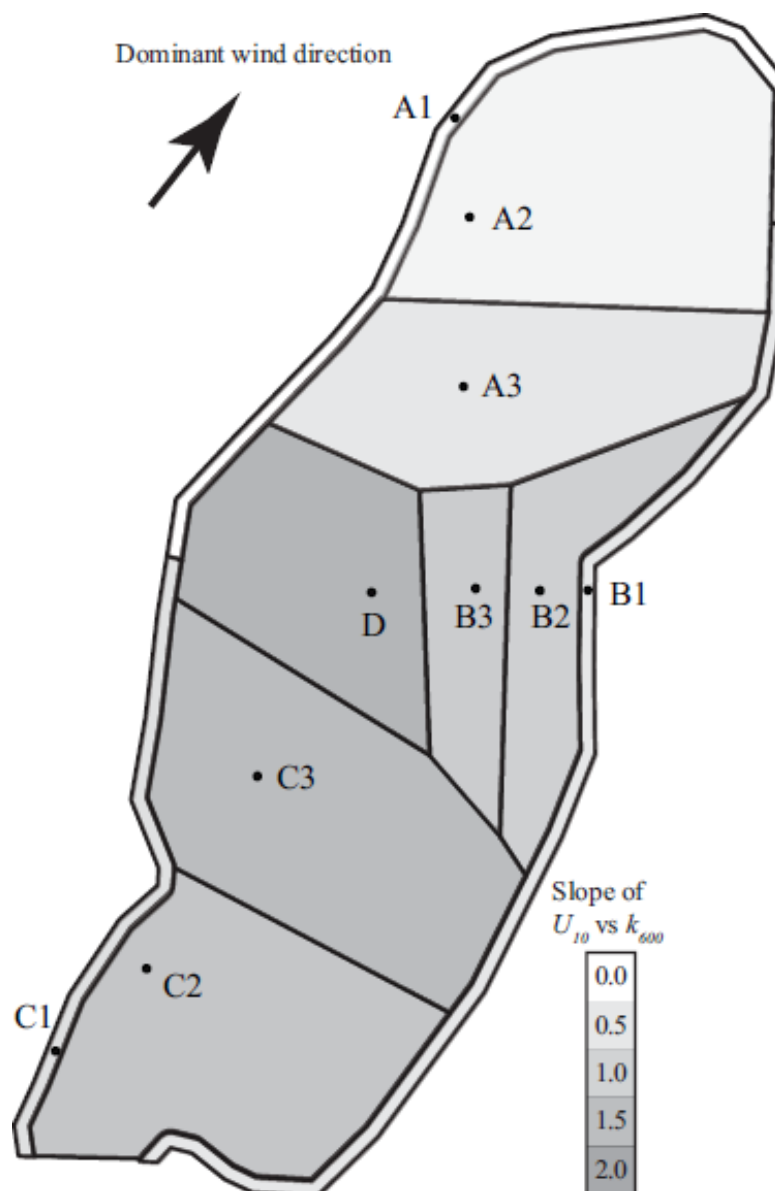 Dominant wind direction
A1
A2
A3
D
B3
B2
B1
C3
C2
C1
Slope of
U₁₀ vs k₆₀₀
0.0
0.5
1.0
1.5
2.0